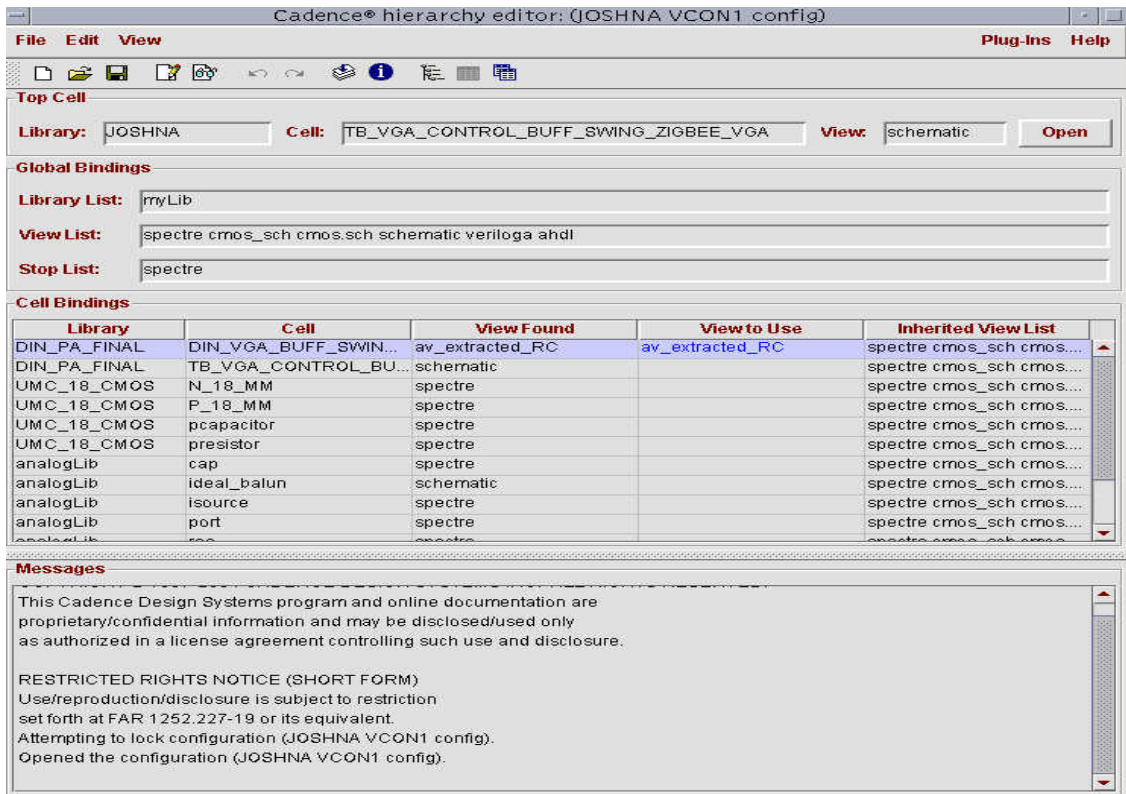 Cadence® hierarchy editor: (JOSHNA VCON1 config)
File Edit View Plug-Ins Help
Top Cell
Library: JOSHNA Cell: TB_VGA_CONTROL_BUFF_SWING_ZIGBEE_VGA View: schematic Open
Global Bindings
Library List: myLib
View List: spectre cmos_sch cmos.sch schematic veriloga ahdl
Stop List: spectre
Cell Bindings
Library Cell View Found View to Use Inherited View List
DIN_PA_FINAL DIN_VGA_BUFF_SWIN... av_extracted_RC av_extracted_RC spectre cmos_sch cmos....
DIN_PA_FINAL TB_VGA_CONTROL_BU... schematic spectre cmos_sch cmos....
UMC_18_CMOS N_18_MM spectre spectre cmos_sch cmos....
UMC_18_CMOS P_18_MM spectre spectre cmos_sch cmos....
UMC_18_CMOS pcapacitor spectre spectre cmos_sch cmos....
UMC_18_CMOS presistor spectre spectre cmos_sch cmos....
analogLib cap spectre spectre cmos_sch cmos....
analogLib ideal_balun schematic spectre cmos_sch cmos....
analogLib isource spectre spectre cmos_sch cmos....
analogLib port spectre spectre cmos_sch cmos....
Messages
This Cadence Design Systems program and online documentation are
proprietary/confidential information and may be disclosed/used only
as authorized in a license agreement controlling such use and disclosure.
RESTRICTED RIGHTS NOTICE (SHORT FORM)
Use/reproduction/disclosure is subject to restriction
set forth at FAR 1252.227-19 or its equivalent.
Attempting to lock configuration (JOSHNA VCON1 config).
Opened the configuration (JOSHNA VCON1 config).